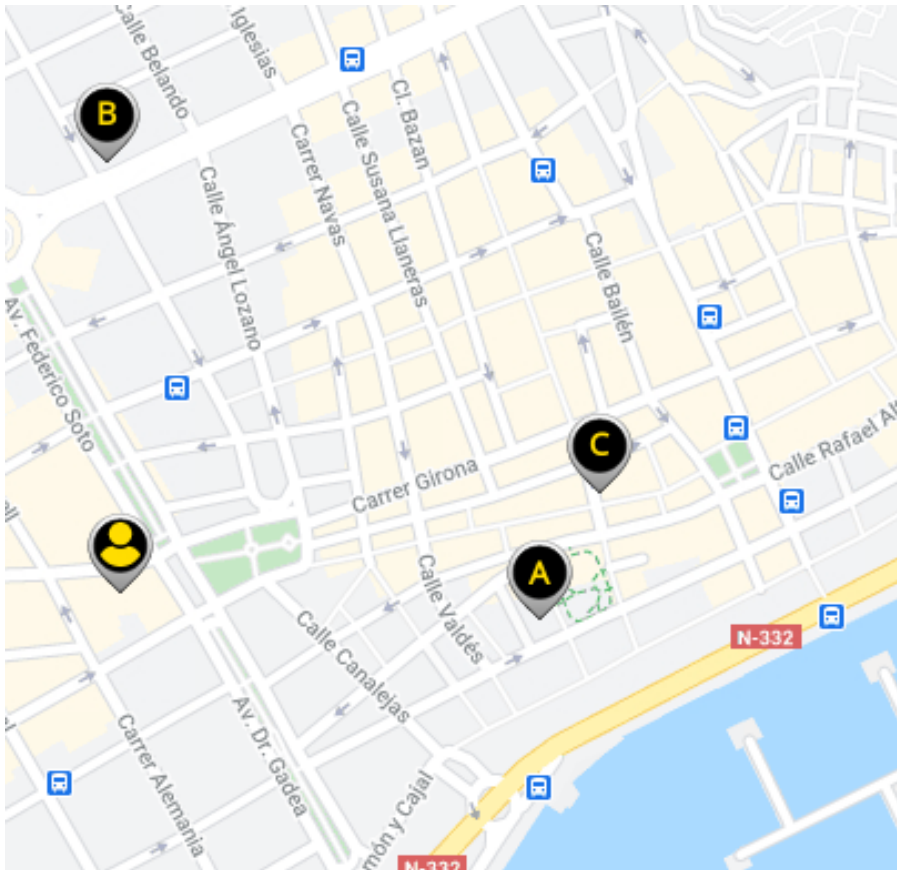 Calle Belando
Iglesias
B
Cl. Bazan
Calle Susana Llaneras
Carrer Navas
Calle Ángel Lozano
Calle Bailén
Av. Federico Soto
C
Carrer Girona
Calle Rafael Al
A
Calle Valdés
Calle Canalejas
N-332
Av. Dr. Gadea
Carrer Alemania
món y Cajal
N-332